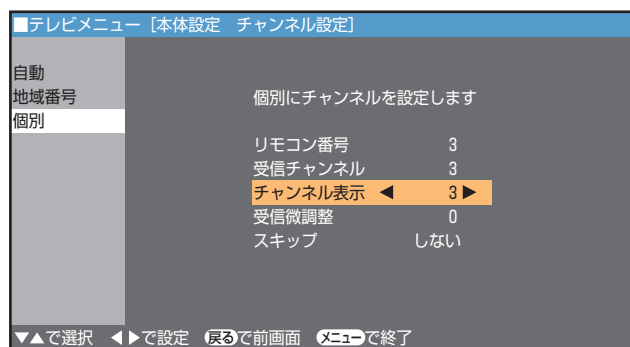 ■テレビメニュー［本体設定　チャンネル設定］
自動
地域番号
個別
個別にチャンネルを設定します
リモコン番号　3
受信チャンネル　3
チャンネル表示 ◀ 3 ▶
受信微調整　0
スキップ　しない
▼▲で選択　◀▶で設定　戻るで前画面　メニューで終了